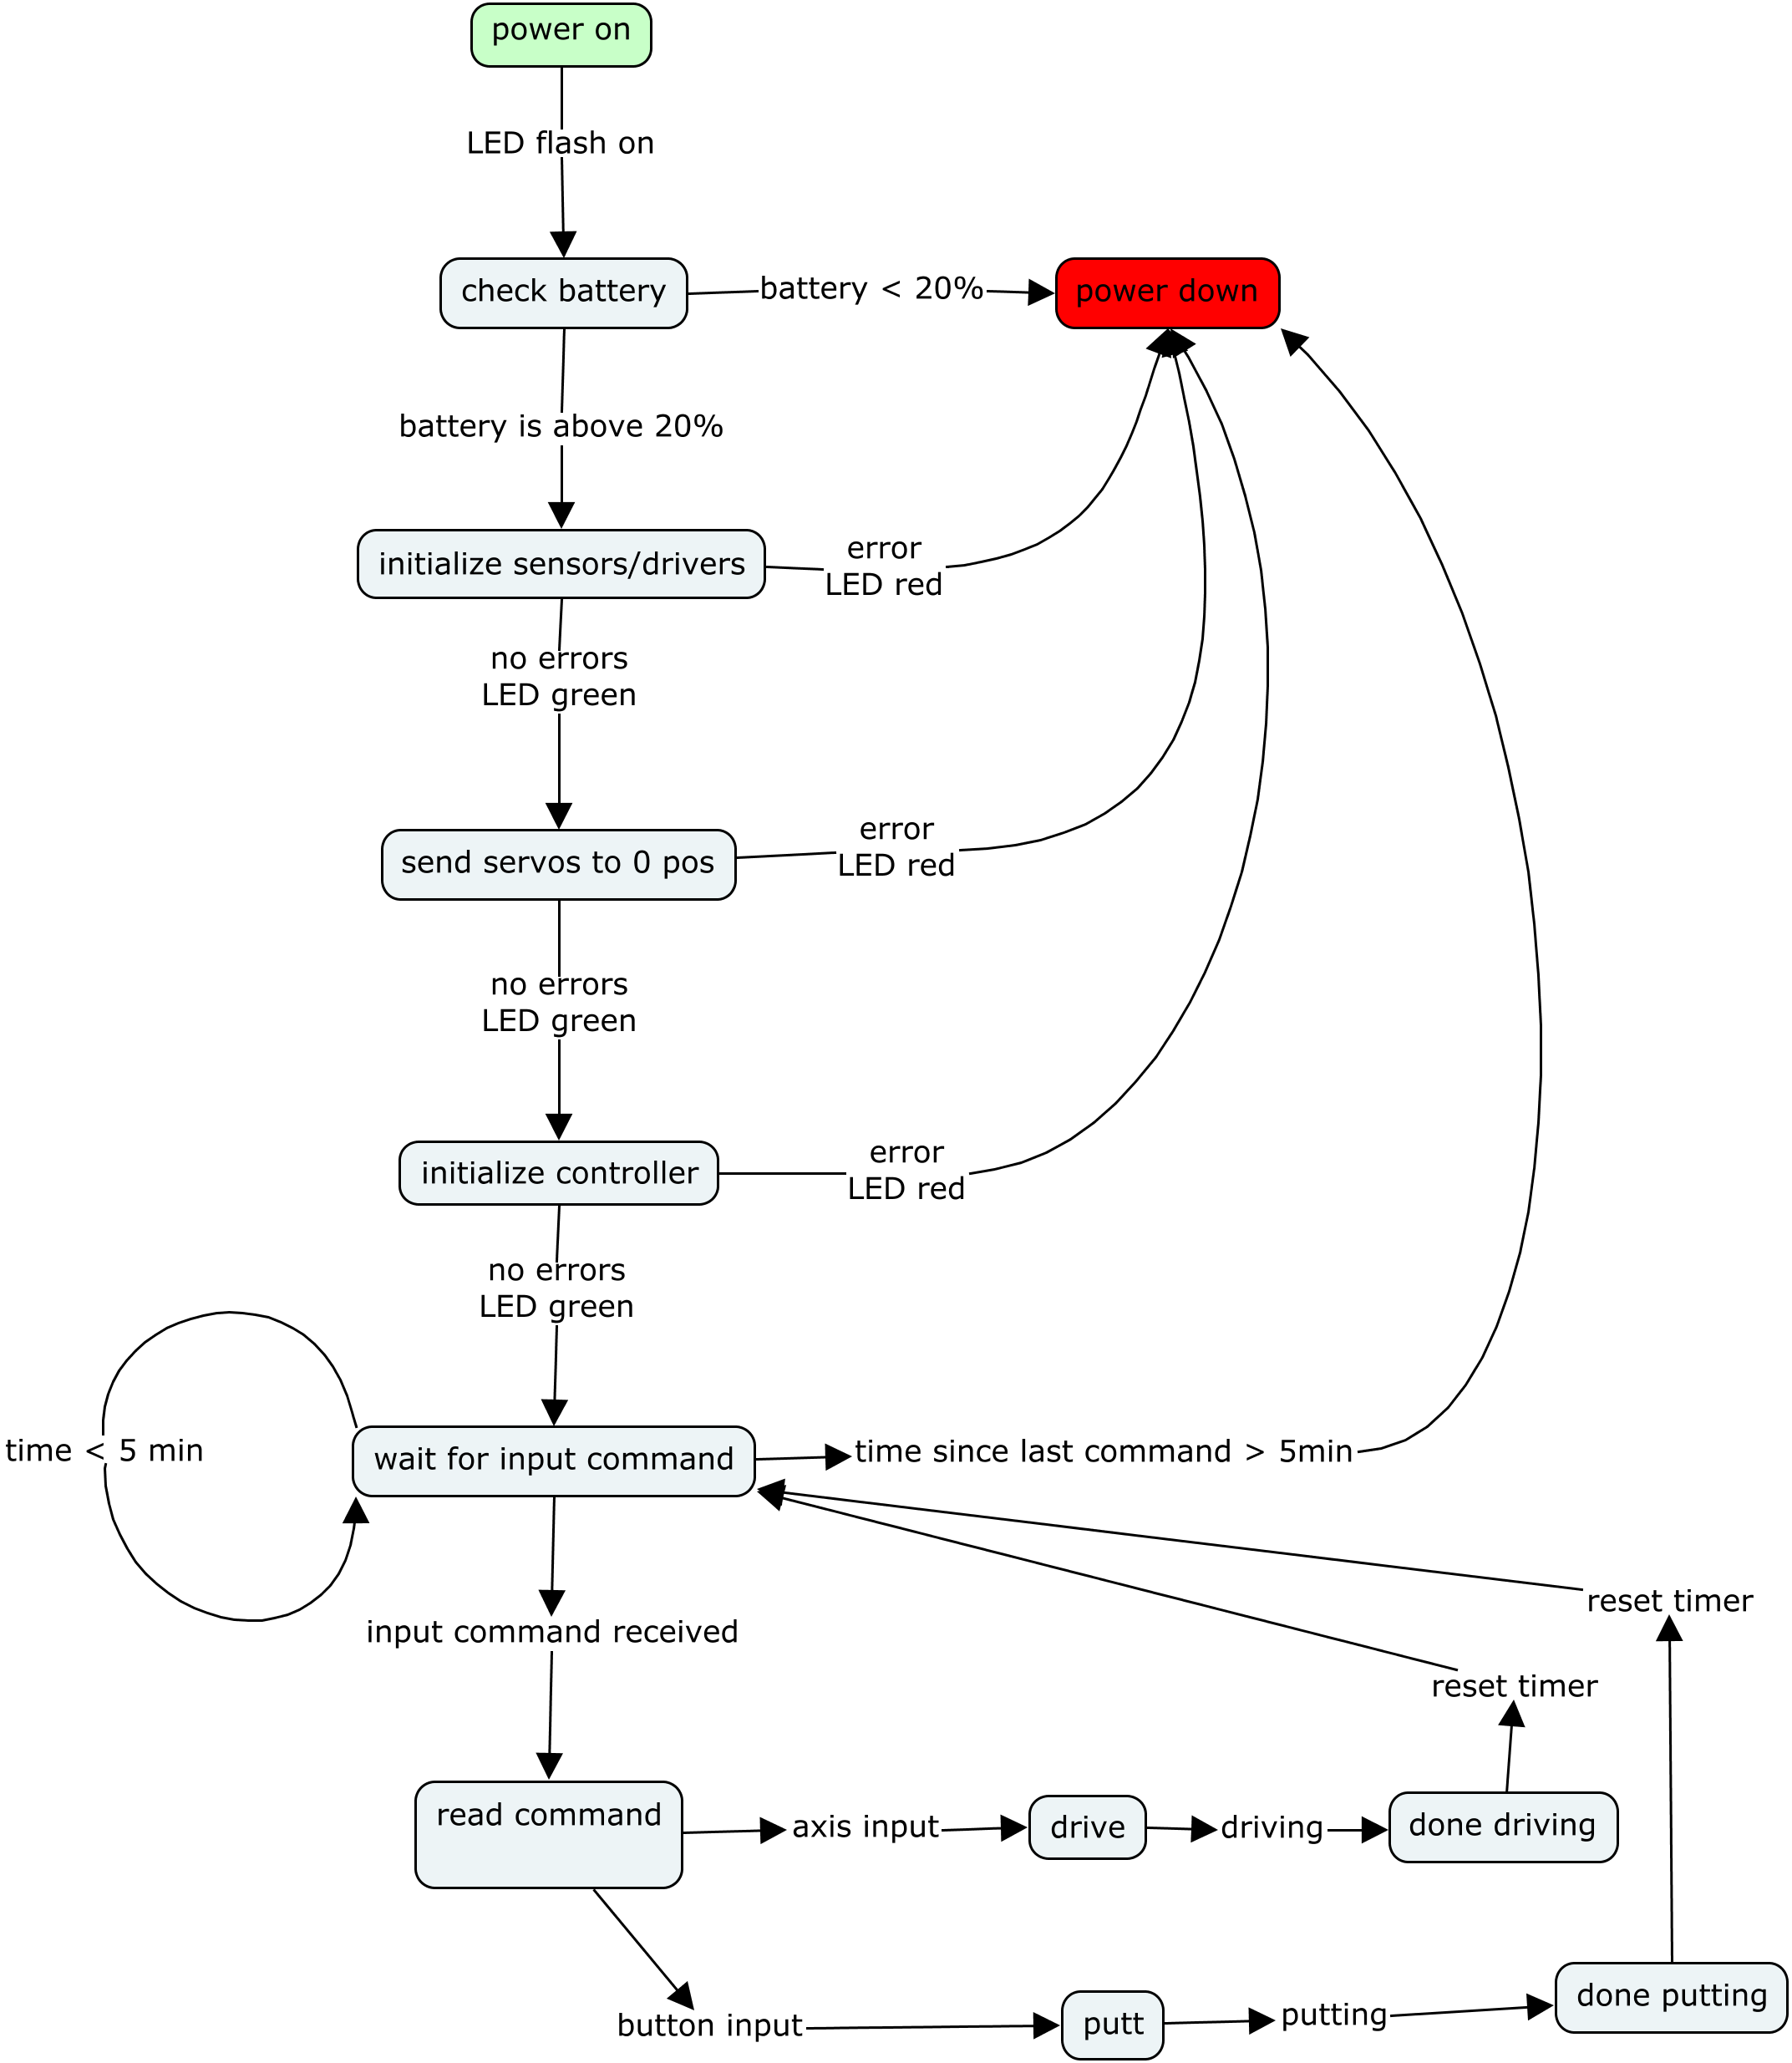 power on
LED flash on
check battery
battery < 20%
power down
battery is above 20%
initialize sensors/drivers
error
LED red
no errors
LED green
send servos to 0 pos
error
LED red
no errors
LED green
initialize controller
error
LED red
no errors
LED green
time < 5 min
wait for input command
time since last command > 5min
input command received
reset timer
reset timer
read command
axis input
drive
driving
done driving
button input
putt
putting
done putting